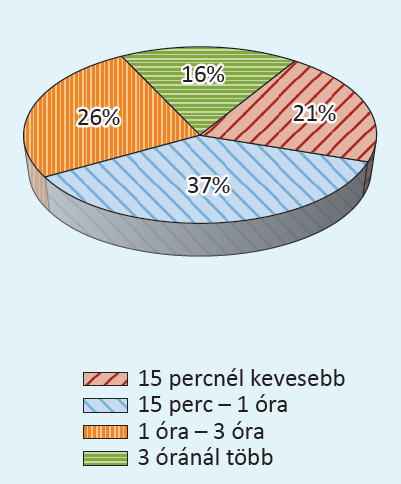 16%
26%
21%
37%
15 percnél kevesebb
15 perc – 1 óra
1 óra – 3 óra
3 óránál több